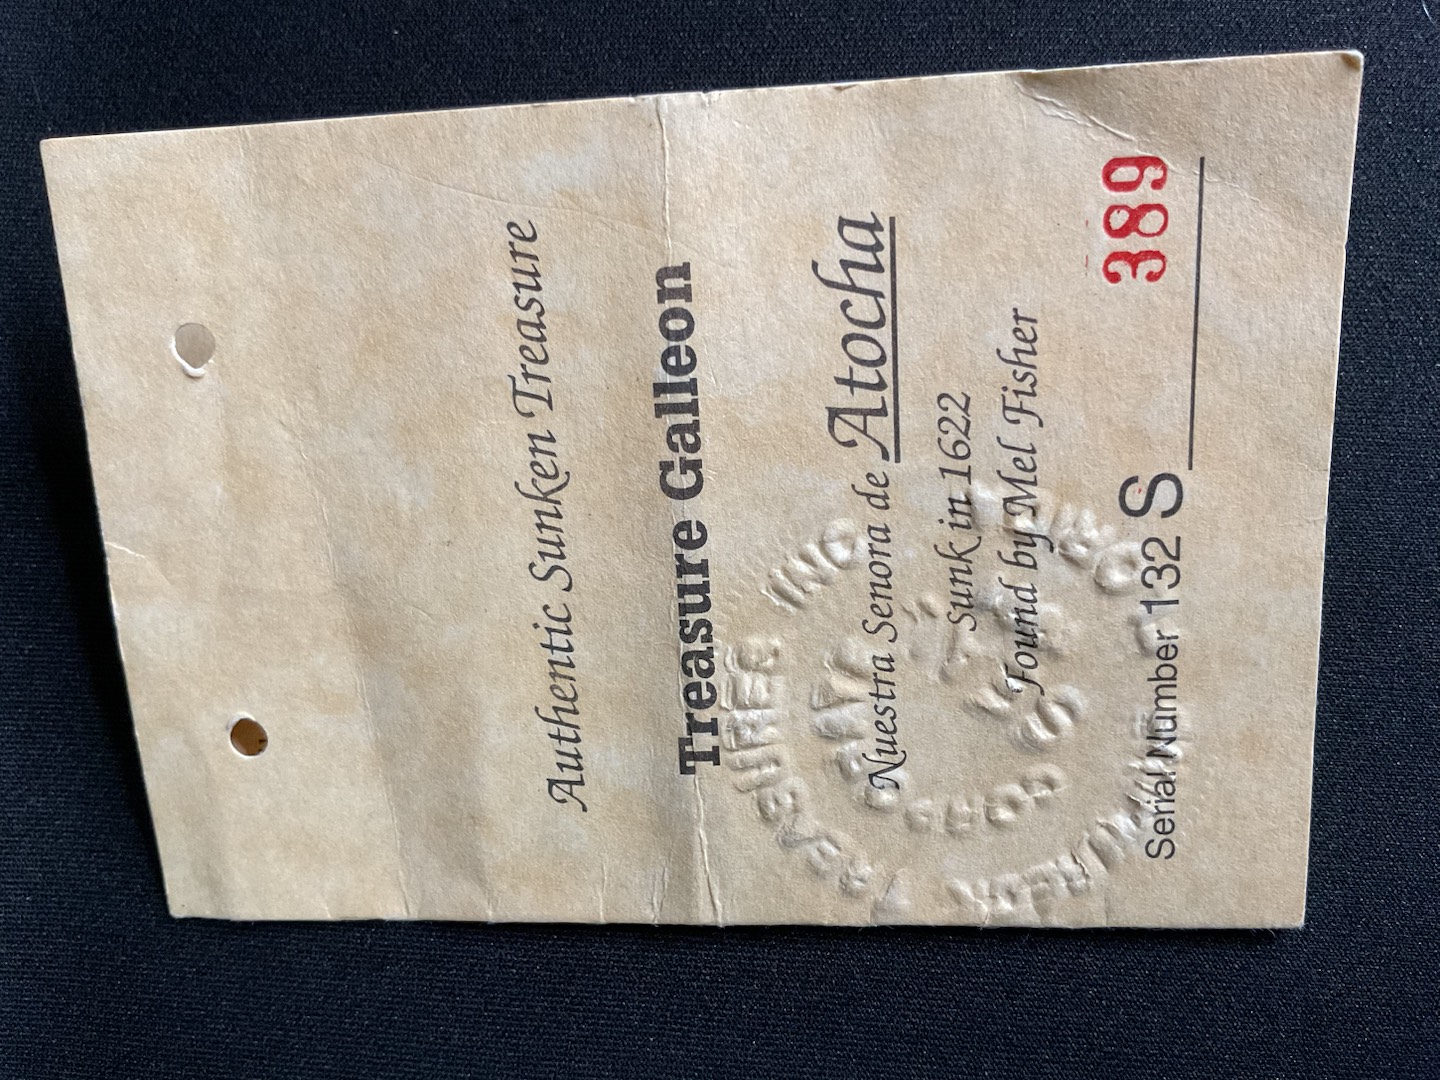 Authentic Sunken Treasure
Treasure Galleon
Nuestra Senora de Atocha
Sunk in 1622
Found by Mel Fisher
Serial Number 132 S 389